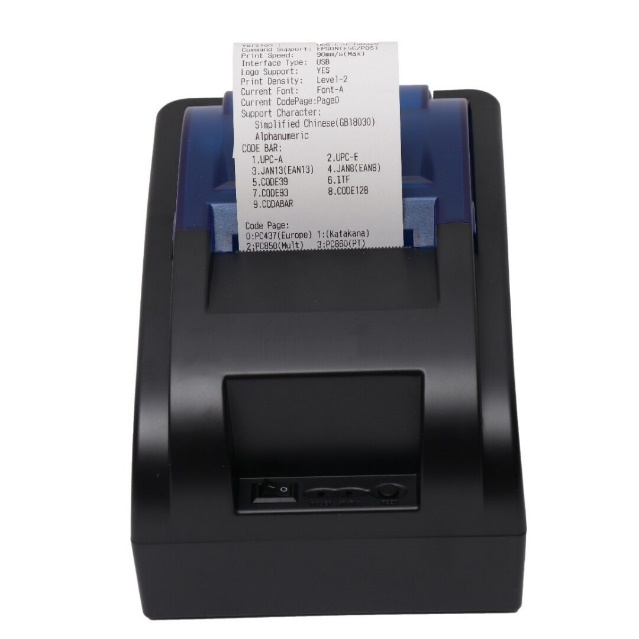 Command Support: EPSON(ESC/POS)
Print Speed: 90mm/s(Max)
Interface Type: USB
Logo Support: YES
Print Density: Level-2
Current Font: Font-A
Current CodePage:Page0
Support Character:
Simplified Chinese(GB18030)
Alphanumeric
CODE BAR:
1.UPC-A 2.UPC-E
3.JAN13(EAN13) 4.JAN8(EAN8)
5.CODE39 6.ITF
7.CODE93 8.CODE128
9.CODABAR
Code Page:
0:PC437(Europe) 1:(Katakana)
2:PC850(Mult) 3:PC860(PT)
O